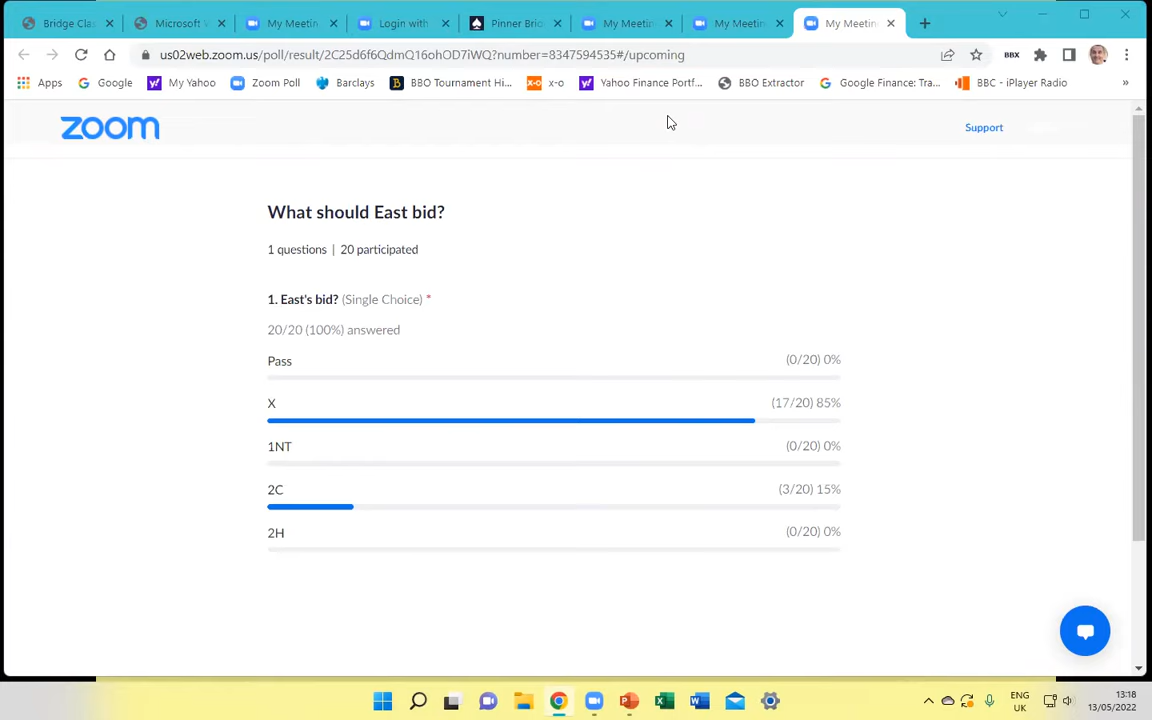 Bridge Clas
Microsoft V
My Meetin
Login with
Pinner Brid
My Meetin
My Meetin
My Meetin
us02web.zoom.us/poll/result/2C25d6f6QdmQ16ohOD7iWQ?number=8347594535#/upcoming
BBX
Apps
Google
My Yahoo
Zoom Poll
Barclays
BBO Tournament Hi...
x-o
x-o
Yahoo Finance Portf...
BBO Extractor
Google Finance: Tra...
BBC - iPlayer Radio
»
zoom
Support
What should East bid?
1 questions | 20 participated
1. East's bid? (Single Choice) *
20/20 (100%) answered
Pass (0/20) 0%
X (17/20) 85%
1NT (0/20) 0%
2C (3/20) 15%
2H (0/20) 0%
ENG
UK
13:18
13/05/2022